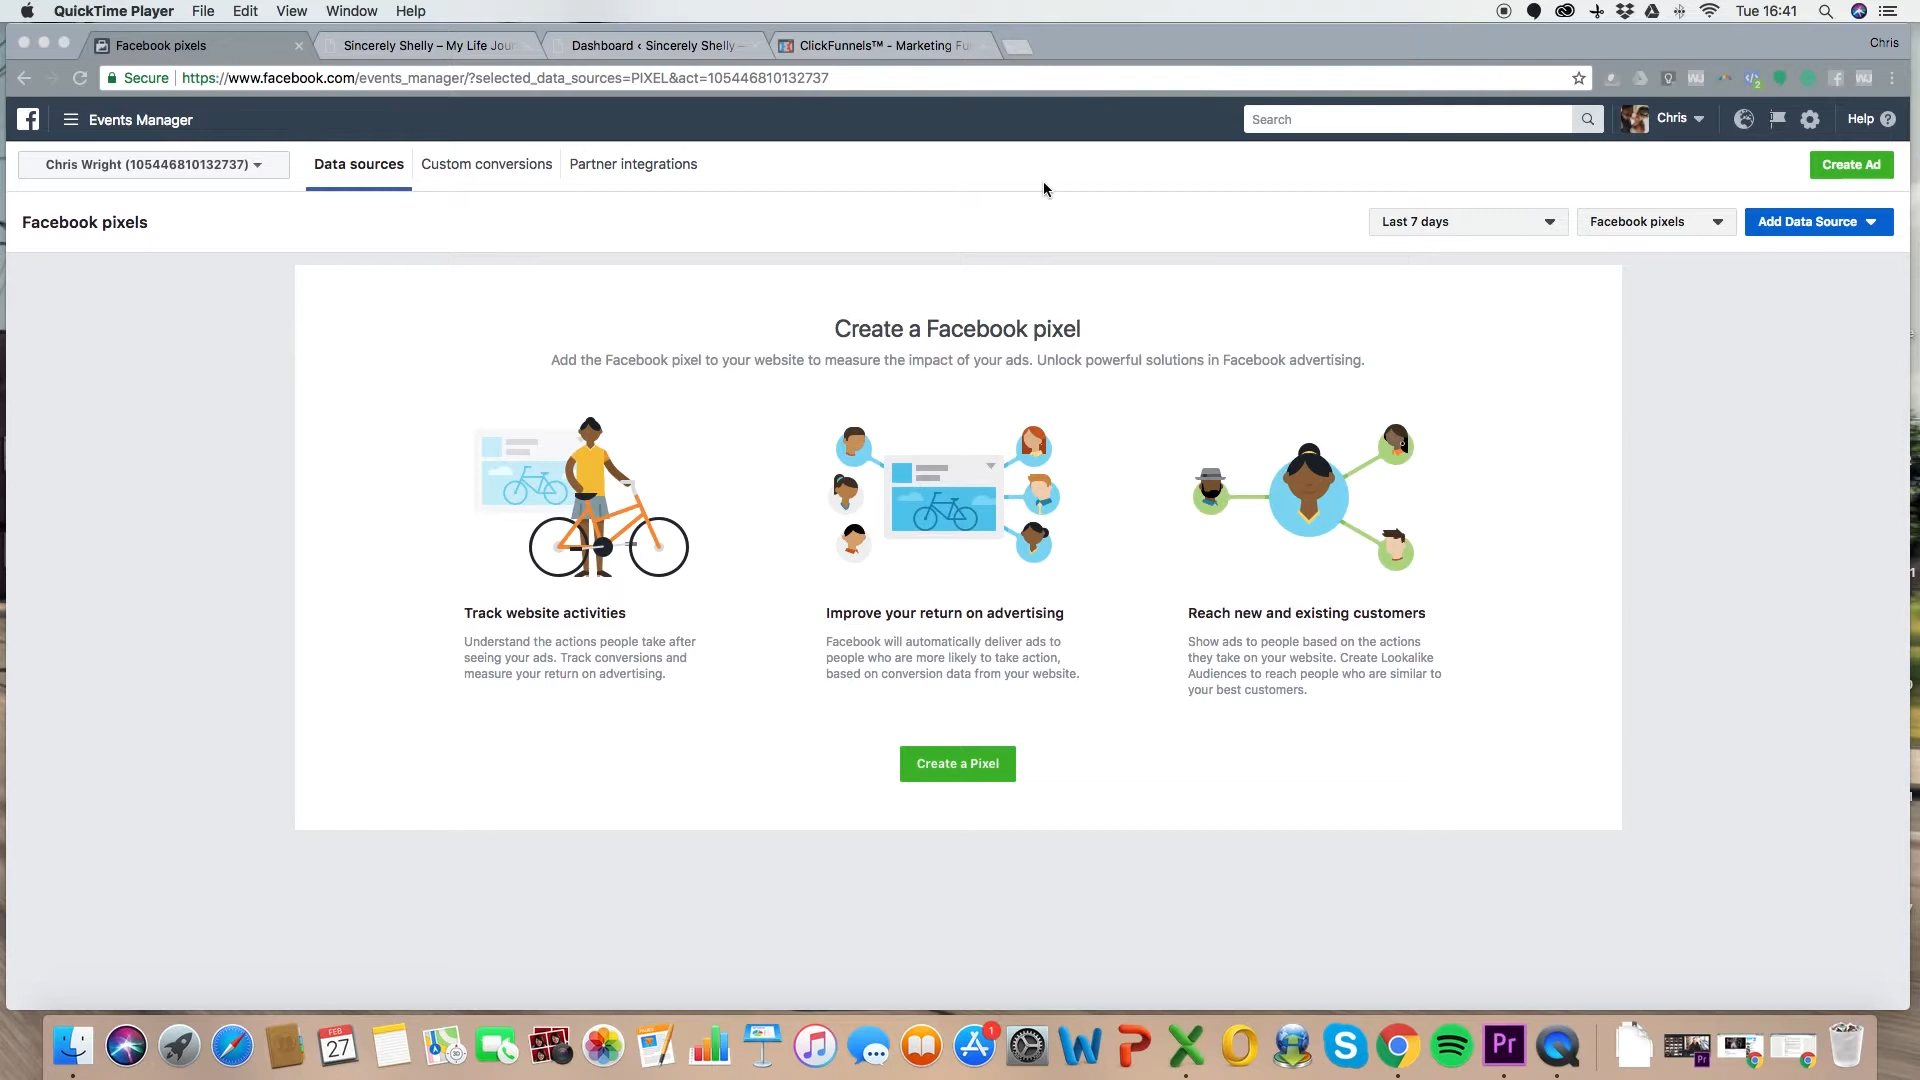 QuickTime Player File Edit View Window Help Tue 16:41
Facebook pixels Sincerely Shelly – My Life Jour Dashboard ‹ Sincerely Shelly – ClickFunnels™ - Marketing Fu Chris
Secure https://www.facebook.com/events_manager/?selected_data_sources=PIXEL&act=105446810132737
Events Manager Search Chris Help
Chris Wright (105446810132737) Data sources Custom conversions Partner integrations Create Ad
Facebook pixels Last 7 days Facebook pixels Add Data Source
Create a Facebook pixel
Add the Facebook pixel to your website to measure the impact of your ads. Unlock powerful solutions in Facebook advertising.
Track website activities
Understand the actions people take after
seeing your ads. Track conversions and
measure your return on advertising.
Improve your return on advertising
Facebook will automatically deliver ads to
people who are more likely to take action,
based on conversion data from your website.
Reach new and existing customers
Show ads to people based on the actions
they take on your website. Create Lookalike
Audiences to reach people who are similar to
your best customers.
Create a Pixel
FEB
27
3D
1
Pr
Pr